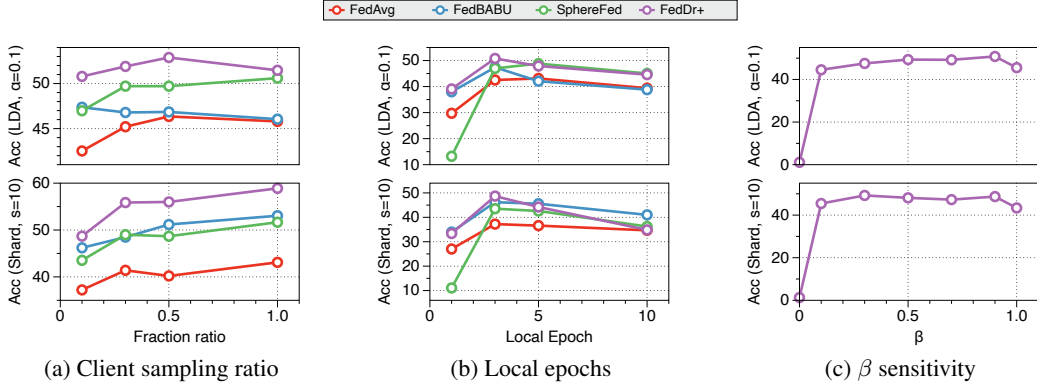 FedAvg FedBABU SphereFed FedDr+
Acc (LDA, α=0.1)
50
45
Acc (Shard, s=10)
60
50
40
0 0.5 1.0
Fraction ratio
(a) Client sampling ratio
Acc (LDA, α=0.1)
50
40
30
20
10
Acc (Shard, s=10)
50
40
30
20
10
0 5 10
Local Epoch
(b) Local epochs
Acc (LDA, α=0.1)
40
20
0
Acc (Shard, s=10)
40
20
0
0 0.5 1.0
β
(c) β sensitivity